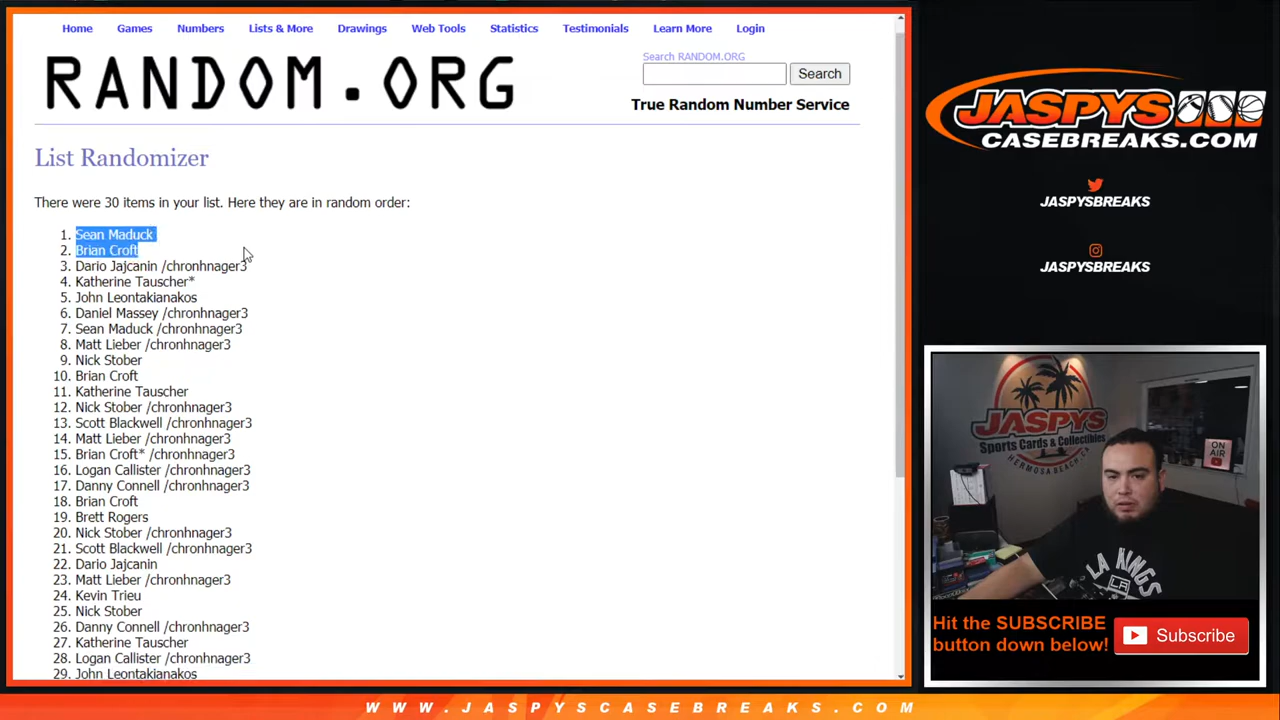 Home Games Numbers Lists & More Drawings Web Tools Statistics Testimonials Learn More Login
RANDOM.ORG
Search RANDOM.ORG
Search
True Random Number Service
List Randomizer
There were 30 items in your list. Here they are in random order:
1. Sean Maduck
2. Brian Croft
3. Dario Jajcanin /chronhnager3
4. Katherine Tauscher*
5. John Leontakianakos
6. Daniel Massey /chronhnager3
7. Sean Maduck /chronhnager3
8. Matt Lieber /chronhnager3
9. Nick Stober
10. Brian Croft
11. Katherine Tauscher
12. Nick Stober /chronhnager3
13. Scott Blackwell /chronhnager3
14. Matt Lieber /chronhnager3
15. Brian Croft* /chronhnager3
16. Logan Callister /chronhnager3
17. Danny Connell /chronhnager3
18. Brian Croft
19. Brett Rogers
20. Nick Stober /chronhnager3
21. Scott Blackwell /chronhnager3
22. Dario Jajcanin
23. Matt Lieber /chronhnager3
24. Kevin Trieu
25. Nick Stober
26. Danny Connell /chronhnager3
27. Katherine Tauscher
28. Logan Callister /chronhnager3
29. John Leontakianakos
JASPYS
CASEBREAKS.COM
JASPYSBREAKS
JASPYSBREAKS
JASPYS
Sports Cards & Collectibles
HERMOSA BEACH, CA
ON AIR
LA KINGS
LA
Hit the SUBSCRIBE
button down below!
Subscribe
WWW.JASPYSCASEBREAKS.COM